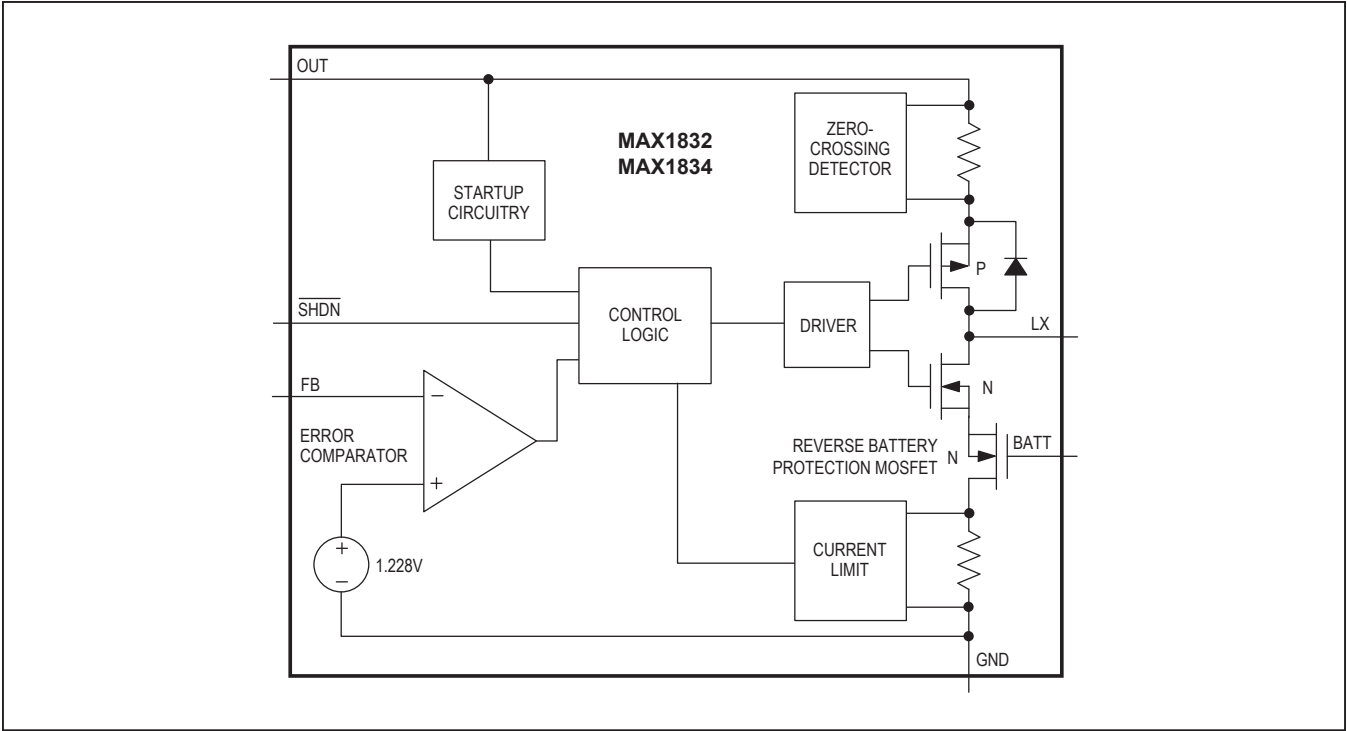 OUT
MAX1832
MAX1834
ZERO-
CROSSING
DETECTOR
STARTUP
CIRCUITRY
P
SHDN
CONTROL
LOGIC
DRIVER
LX
FB
−
N
ERROR
COMPARATOR
REVERSE BATTERY
PROTECTION MOSFET
N
BATT
+
+
−
1.228V
CURRENT
LIMIT
GND